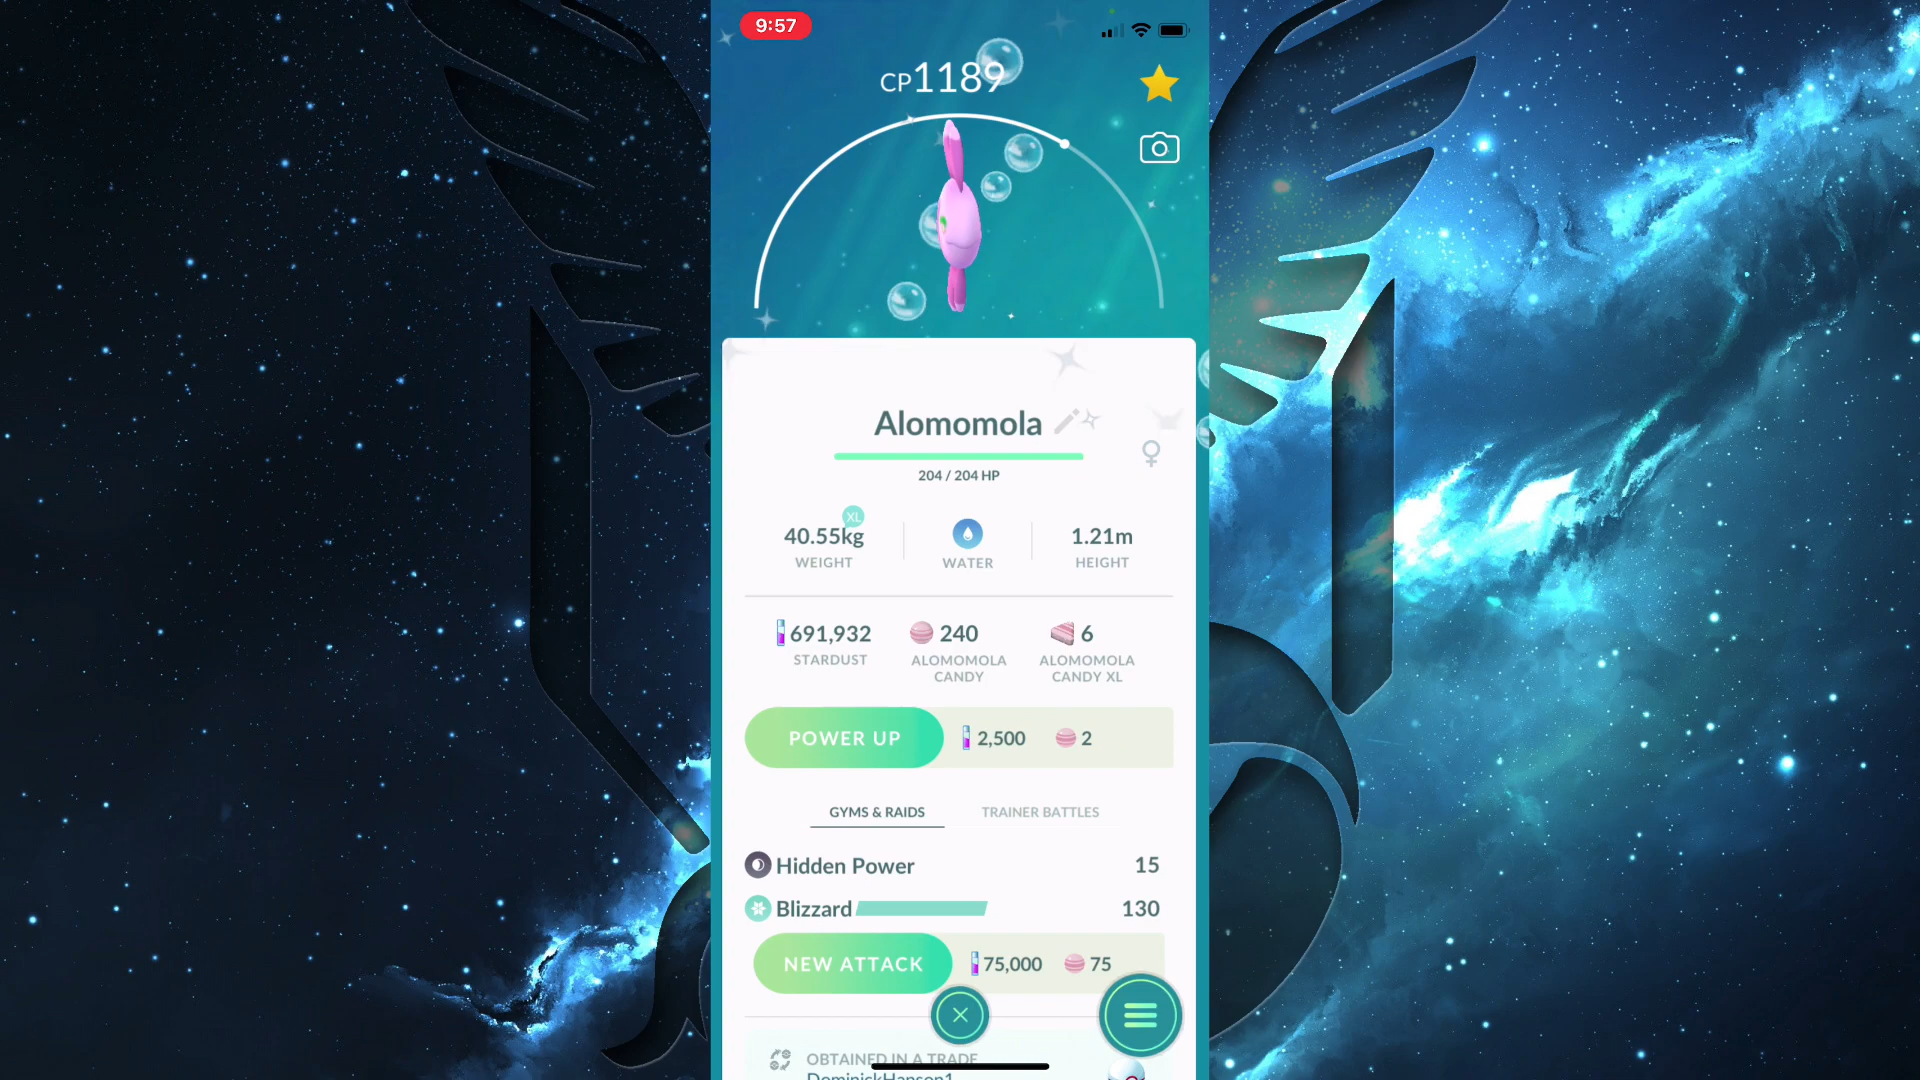 9:57
CP1189
Alomomola
204 / 204 HP
XL
40.55kg
WEIGHT
WATER
1.21m
HEIGHT
691,932
STARDUST
240
ALOMOMOLA
CANDY
6
ALOMOMOLA
CANDY XL
POWER UP
2,500
2
GYMS & RAIDS
TRAINER BATTLES
Hidden Power
15
Blizzard
130
NEW ATTACK
75,000
75
OBTAINED IN A TRADE
DominickHanson1